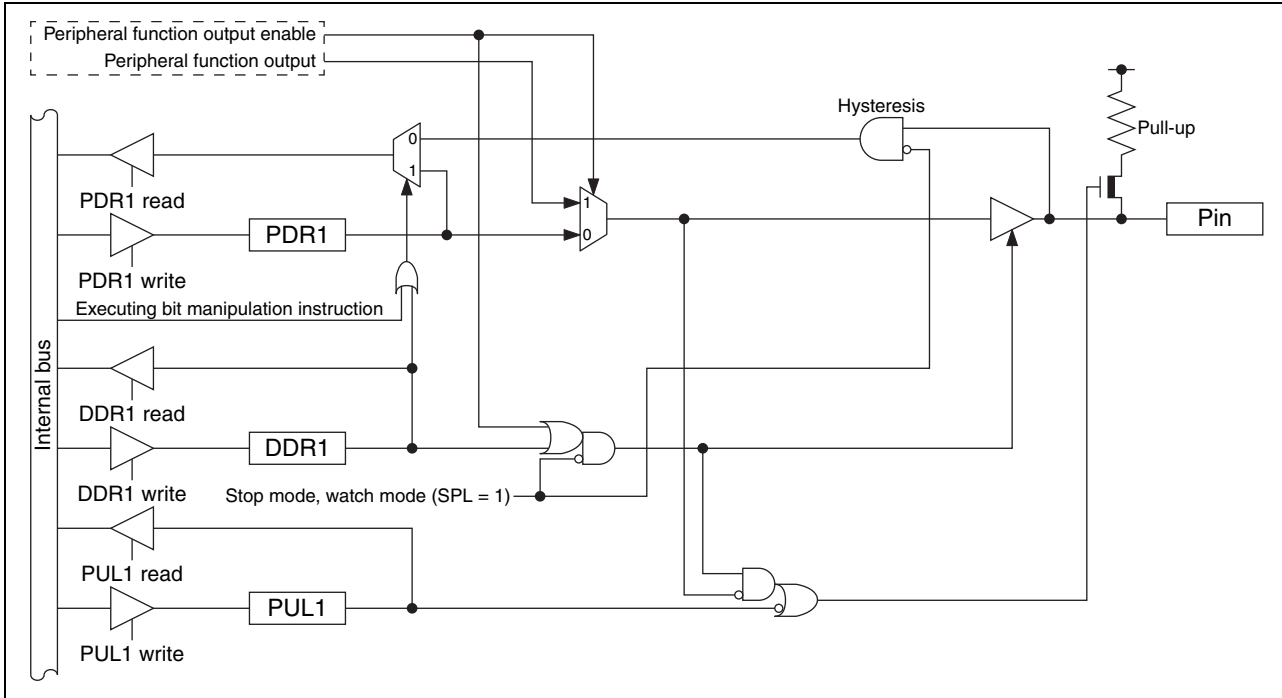 Peripheral function output enable
Peripheral function output
Hysteresis
Pull-up
0
1
PDR1 read
1
0
PDR1
Pin
PDR1 write
Executing bit manipulation instruction
Internal bus
DDR1 read
DDR1
DDR1 write
Stop mode, watch mode (SPL = 1)
PUL1 read
PUL1
PUL1 write